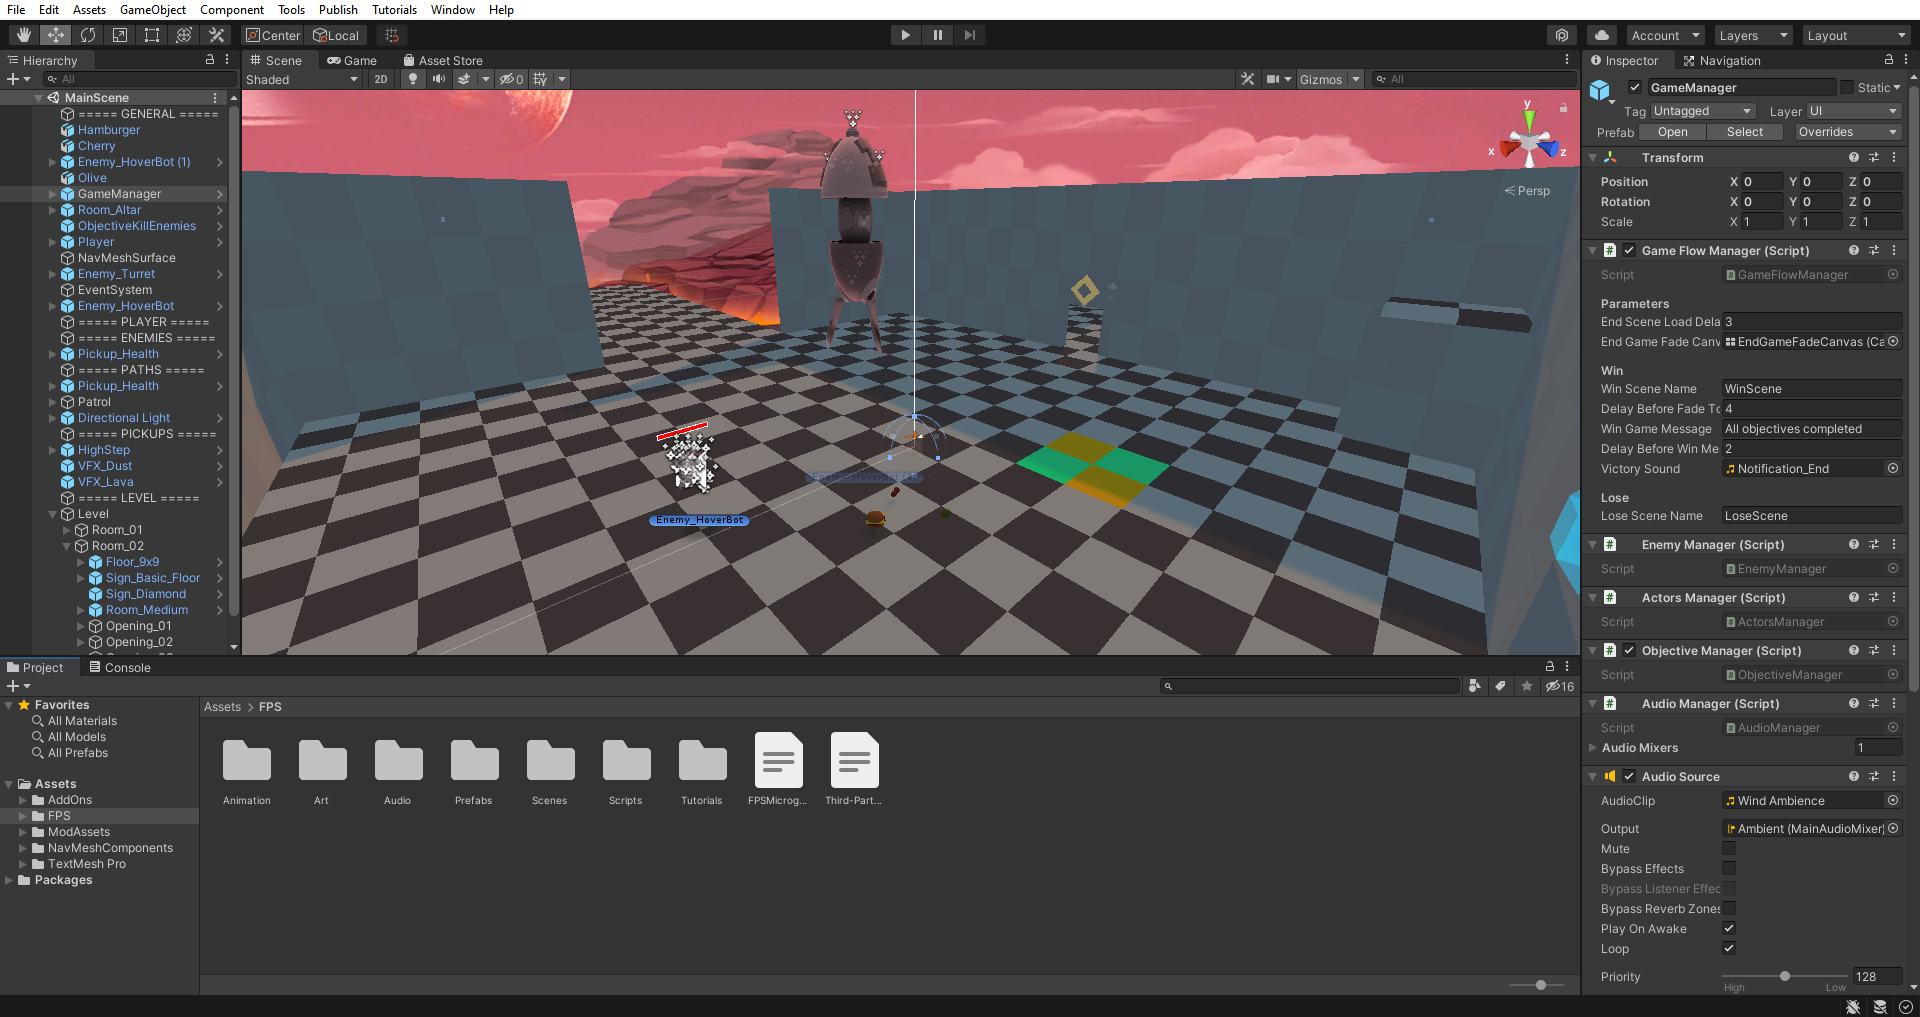 File Edit Assets GameObject Component Tools Publish Tutorials Window Help
Center Local
Account Layers Layout
Hierarchy
All
MainScene
===== GENERAL =====
Hamburger
Cherry
Enemy_HoverBot (1)
Olive
GameManager
Room_Altar
ObjectiveKillEnemies
Player
NavMeshSurface
Enemy_Turret
EventSystem
Enemy_HoverBot
===== PLAYER =====
===== ENEMIES =====
Pickup_Health
===== PATHS =====
Pickup_Health
Patrol
Directional Light
===== PICKUPS =====
HighStep
VFX_Dust
VFX_Lava
===== LEVEL =====
Level
Room_01
Room_02
Floor_9x9
Sign_Basic_Floor
Sign_Diamond
Room_Medium
Opening_01
Opening_02
Scene Game Asset Store
Shaded 2D 0 Gizmos All
y
x z
Persp
Enemy_HoverBot
Inspector Navigation
GameManager Static
Tag Untagged Layer UI
Prefab Open Select Overrides
Transform
Position X 0 Y 0 Z 0
Rotation X 0 Y 0 Z 0
Scale X 1 Y 1 Z 1
# Game Flow Manager (Script)
Script # GameFlowManager
Parameters
End Scene Load Dela 3
End Game Fade Canv EndGameFadeCanvas (Ca
Win
Win Scene Name WinScene
Delay Before Fade To 4
Win Game Message All objectives completed
Delay Before Win Me 2
Victory Sound Notification_End
Lose
Lose Scene Name LoseScene
# Enemy Manager (Script)
Script # EnemyManager
# Actors Manager (Script)
Script # ActorsManager
# Objective Manager (Script)
Script # ObjectiveManager
# Audio Manager (Script)
Script # AudioManager
Audio Mixers 1
Audio Source
AudioClip Wind Ambience
Output Ambient (MainAudioMixer)
Mute
Bypass Effects
Bypass Listener Effec
Bypass Reverb Zones
Play On Awake
Loop
Priority 128
High Low
Project Console
16
Favorites
All Materials
All Models
All Prefabs
Assets
AddOns
FPS
ModAssets
NavMeshComponents
TextMesh Pro
Packages
Assets > FPS
Animation Art Audio Prefabs Scenes Scripts Tutorials FPSMicrog... Third-Part...